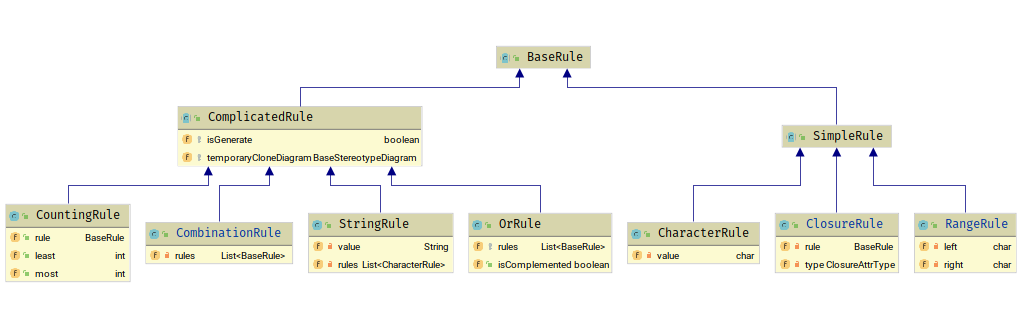 BaseRule
ComplicatedRule
isGenerate boolean
temporaryCloneDiagram BaseStereotypeDiagram
SimpleRule
CountingRule
rule BaseRule
least int
most int
CombinationRule
rules List<BaseRule>
StringRule
value String
rules List<CharacterRule>
OrRule
rules List<BaseRule>
isComplemented boolean
CharacterRule
value char
ClosureRule
rule BaseRule
type ClosureAttrType
RangeRule
left char
right char